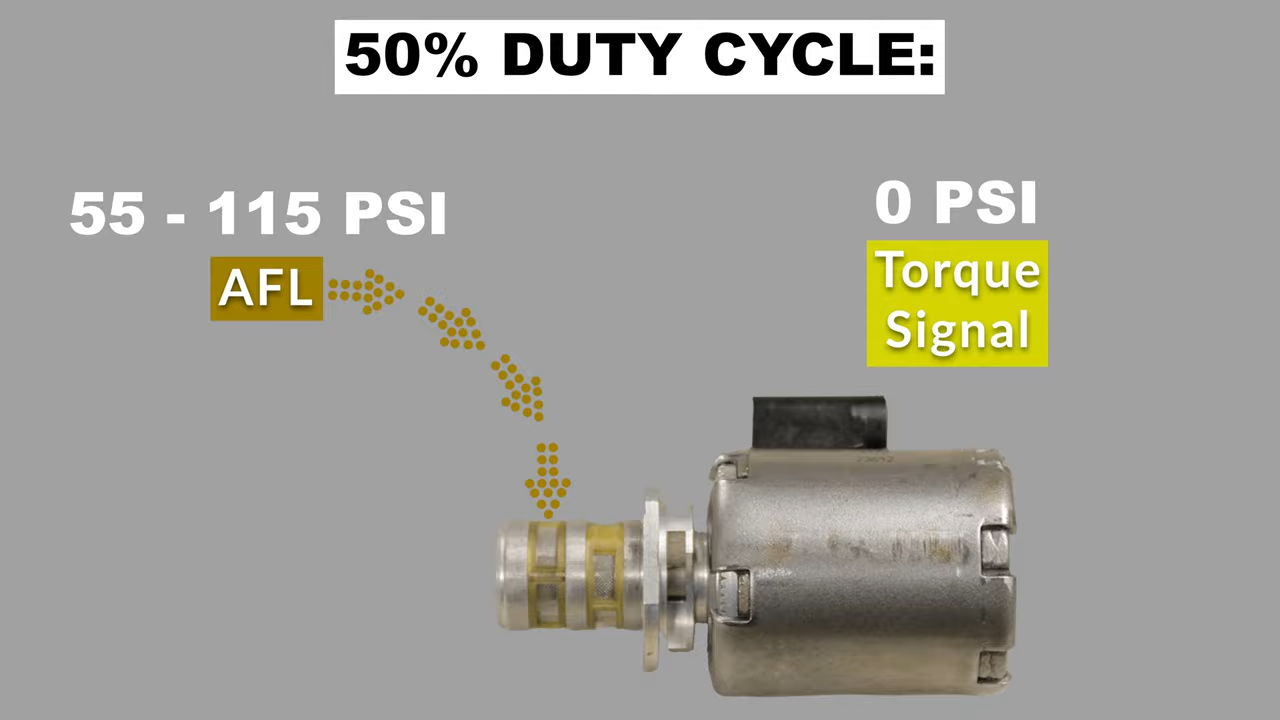 50% DUTY CYCLE:
55 - 115 PSI
AFL
0 PSI
Torque
Signal